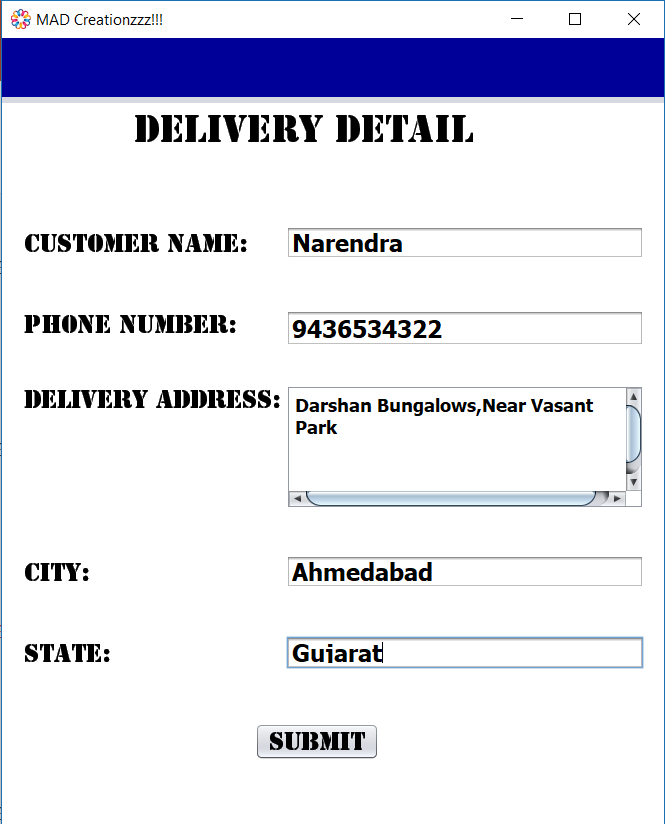 MAD Creationzzz!!!
DELIVERY DETAIL
CUSTOMER NAME: Narendra
PHONE NUMBER: 9436534322
DELIVERY ADDRESS: Darshan Bungalows,Near Vasant
Park
CITY: Ahmedabad
STATE: Gujarat
SUBMIT